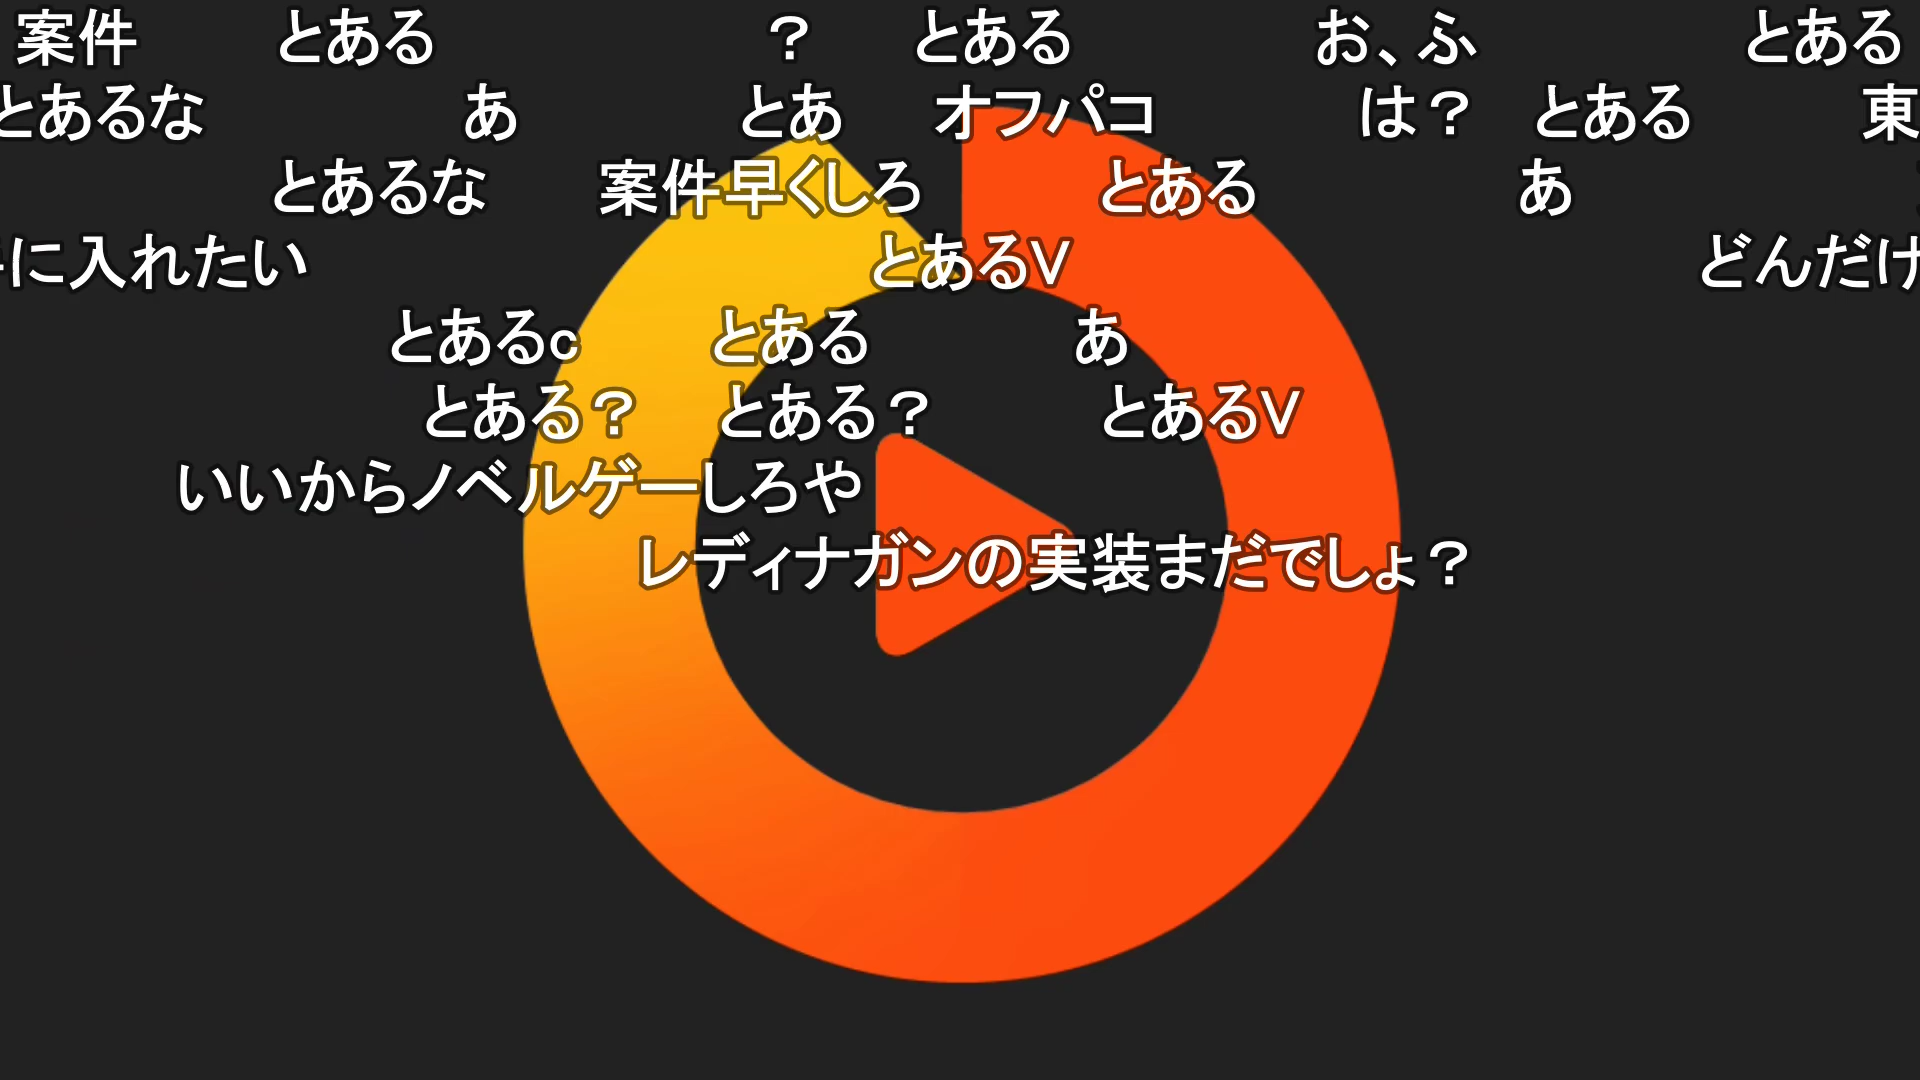 案件 とある ? とある お、ふ とある
とあるな あ とあ オフパコ は? とある 東
とあるな 案件早くしろ とある あ
に入れたい とあるV どんだけ
とあるc とある あ
とある? とある? とあるV
いいからノベルゲーしろや
レディナガンの実装まだでしょ?